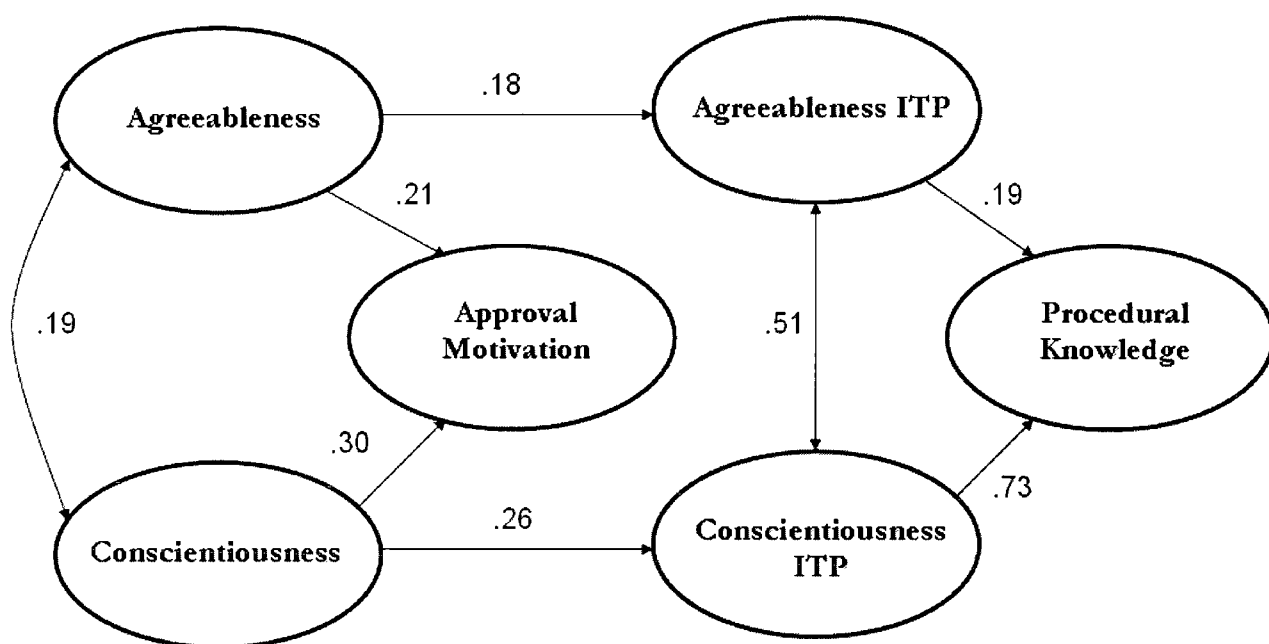 Agreeableness
.18
Agreeableness ITP
.21
.19
.19
Approval
Motivation
.51
Procedural
Knowledge
.30
.73
Conscientiousness
.26
Conscientiousness
ITP